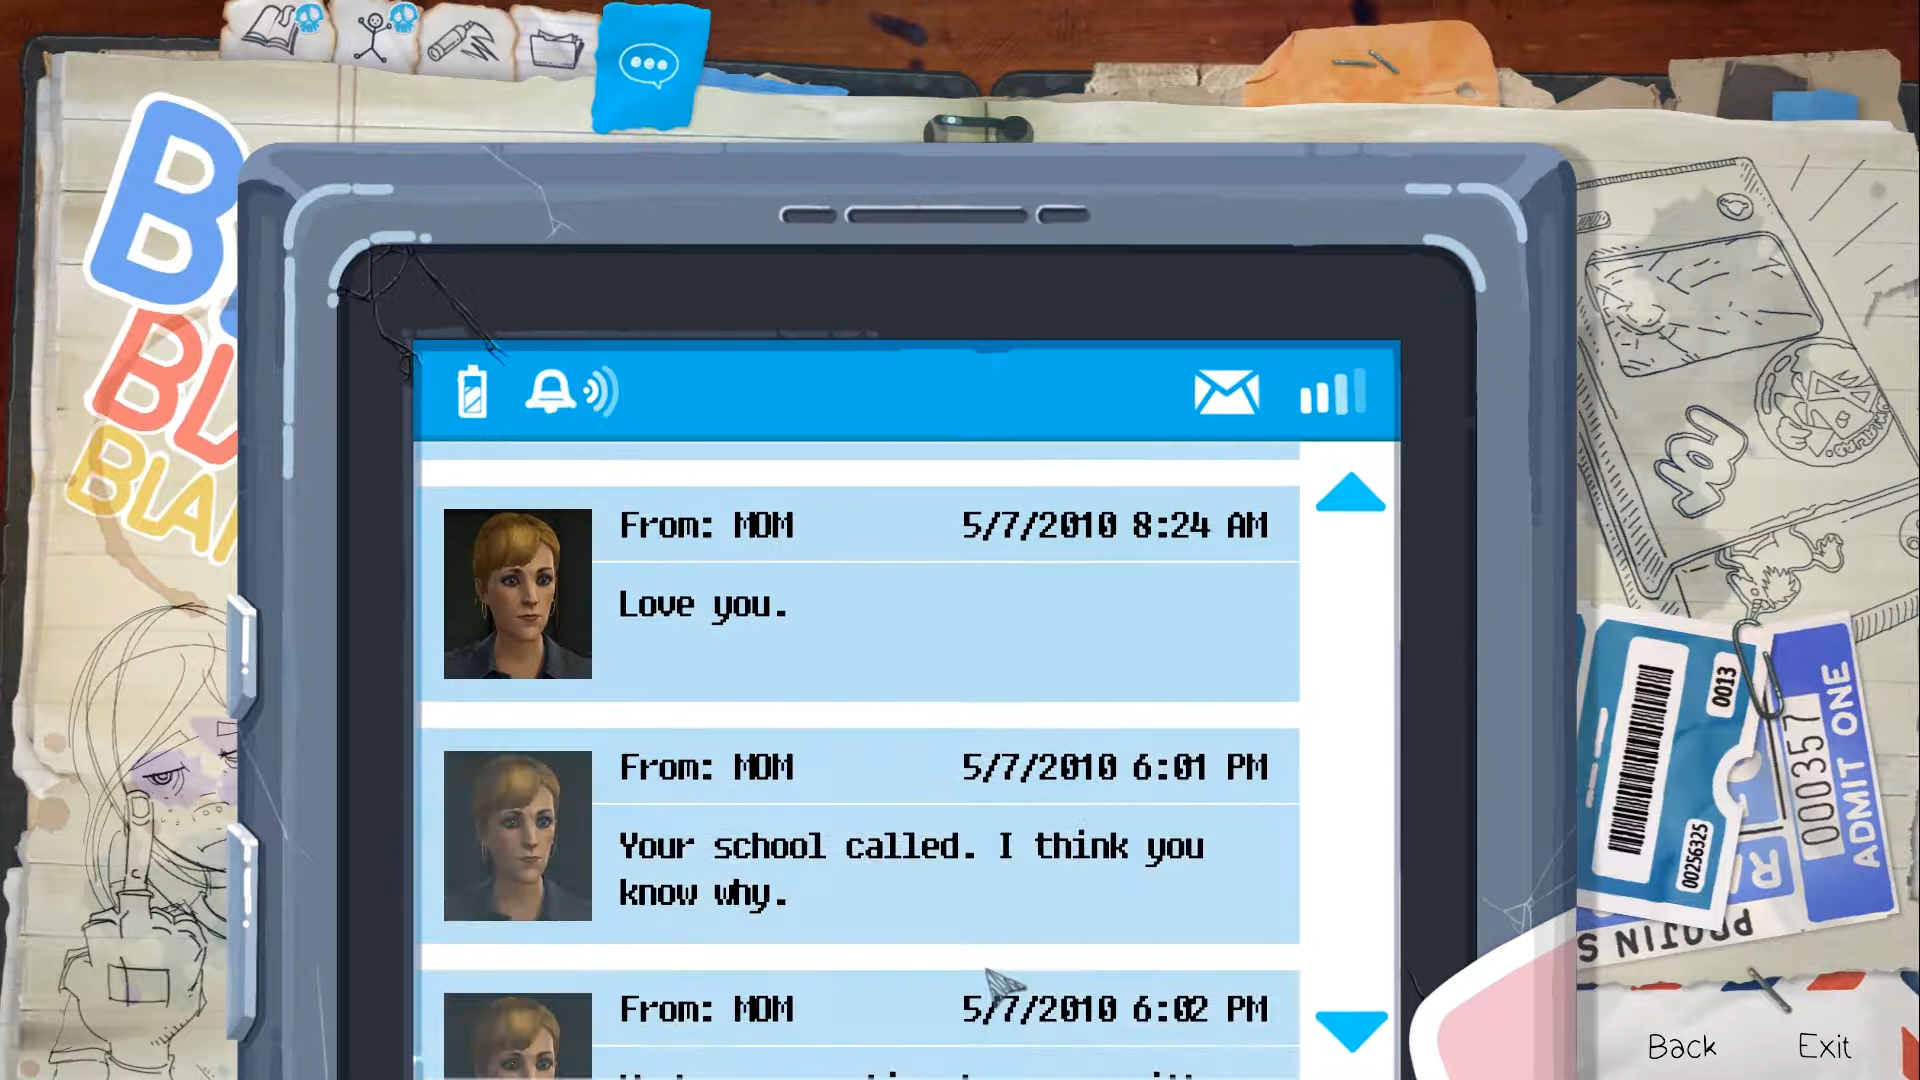 From: MOM 5/7/2010 8:24 AM
Love you.
From: MOM 5/7/2010 6:01 PM
Your school called. I think you
know why.
From: MOM 5/7/2010 6:02 PM
0013
00256325
000357
ADMIT ONE
Back Exit